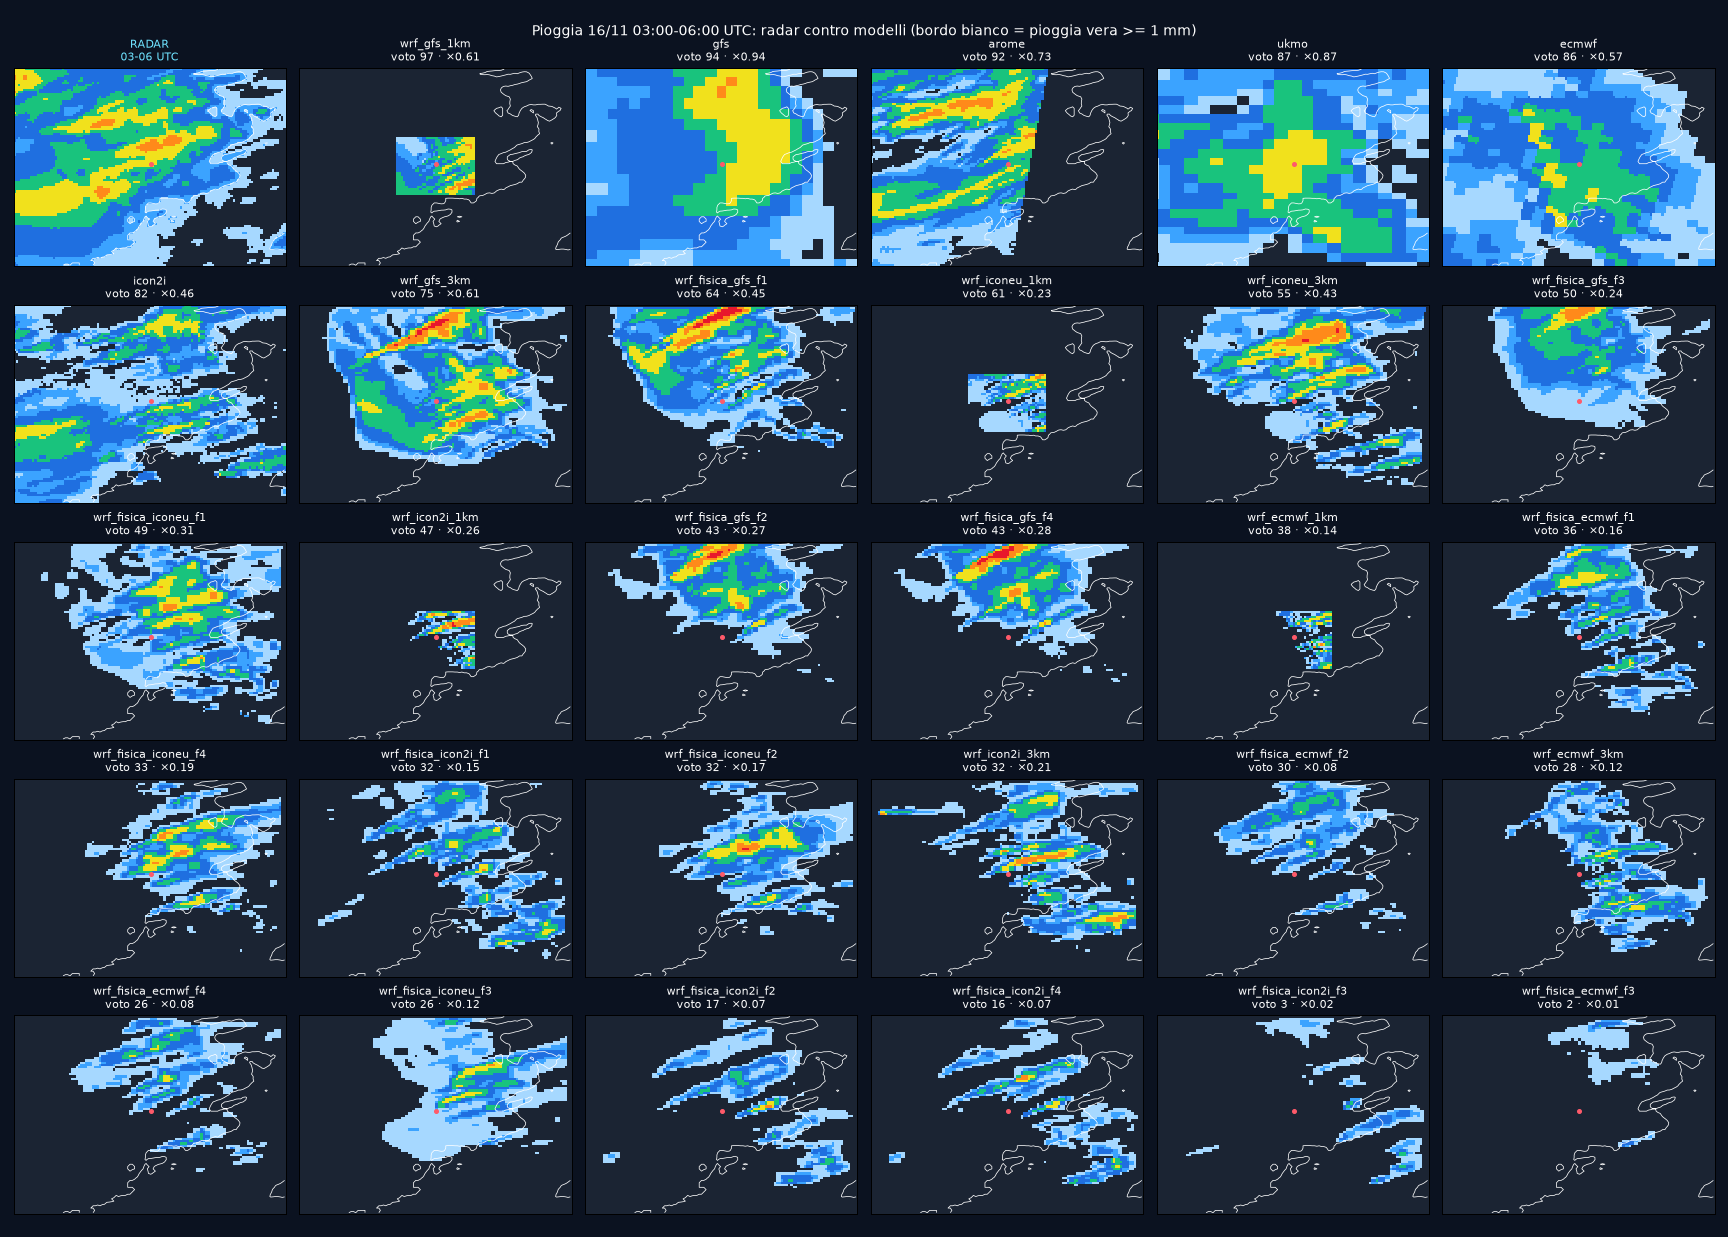 Pioggia 16/11 03:00-06:00 UTC: radar contro modelli (bordo bianco = pioggia vera >= 1 mm)
RADAR
03-06 UTC
wrf_gfs_1km
voto 97 · ×0.61
gfs
voto 94 · ×0.94
arome
voto 92 · ×0.73
ukmo
voto 87 · ×0.87
ecmwf
voto 86 · ×0.57
icon2i
voto 82 · ×0.46
wrf_gfs_3km
voto 75 · ×0.61
wrf_fisica_gfs_f1
voto 64 · ×0.45
wrf_iconeu_1km
voto 61 · ×0.23
wrf_iconeu_3km
voto 55 · ×0.43
wrf_fisica_gfs_f3
voto 50 · ×0.24
wrf_fisica_iconeu_f1
voto 49 · ×0.31
wrf_icon2i_1km
voto 47 · ×0.26
wrf_fisica_gfs_f2
voto 43 · ×0.27
wrf_fisica_gfs_f4
voto 43 · ×0.28
wrf_ecmwf_1km
voto 38 · ×0.14
wrf_fisica_ecmwf_f1
voto 36 · ×0.16
wrf_fisica_iconeu_f4
voto 33 · ×0.19
wrf_fisica_icon2i_f1
voto 32 · ×0.15
wrf_fisica_iconeu_f2
voto 32 · ×0.17
wrf_icon2i_3km
voto 32 · ×0.21
wrf_fisica_ecmwf_f2
voto 30 · ×0.08
wrf_ecmwf_3km
voto 28 · ×0.12
wrf_fisica_ecmwf_f4
voto 26 · ×0.08
wrf_fisica_iconeu_f3
voto 26 · ×0.12
wrf_fisica_icon2i_f2
voto 17 · ×0.07
wrf_fisica_icon2i_f4
voto 16 · ×0.07
wrf_fisica_icon2i_f3
voto 3 · ×0.02
wrf_fisica_ecmwf_f3
voto 2 · ×0.01